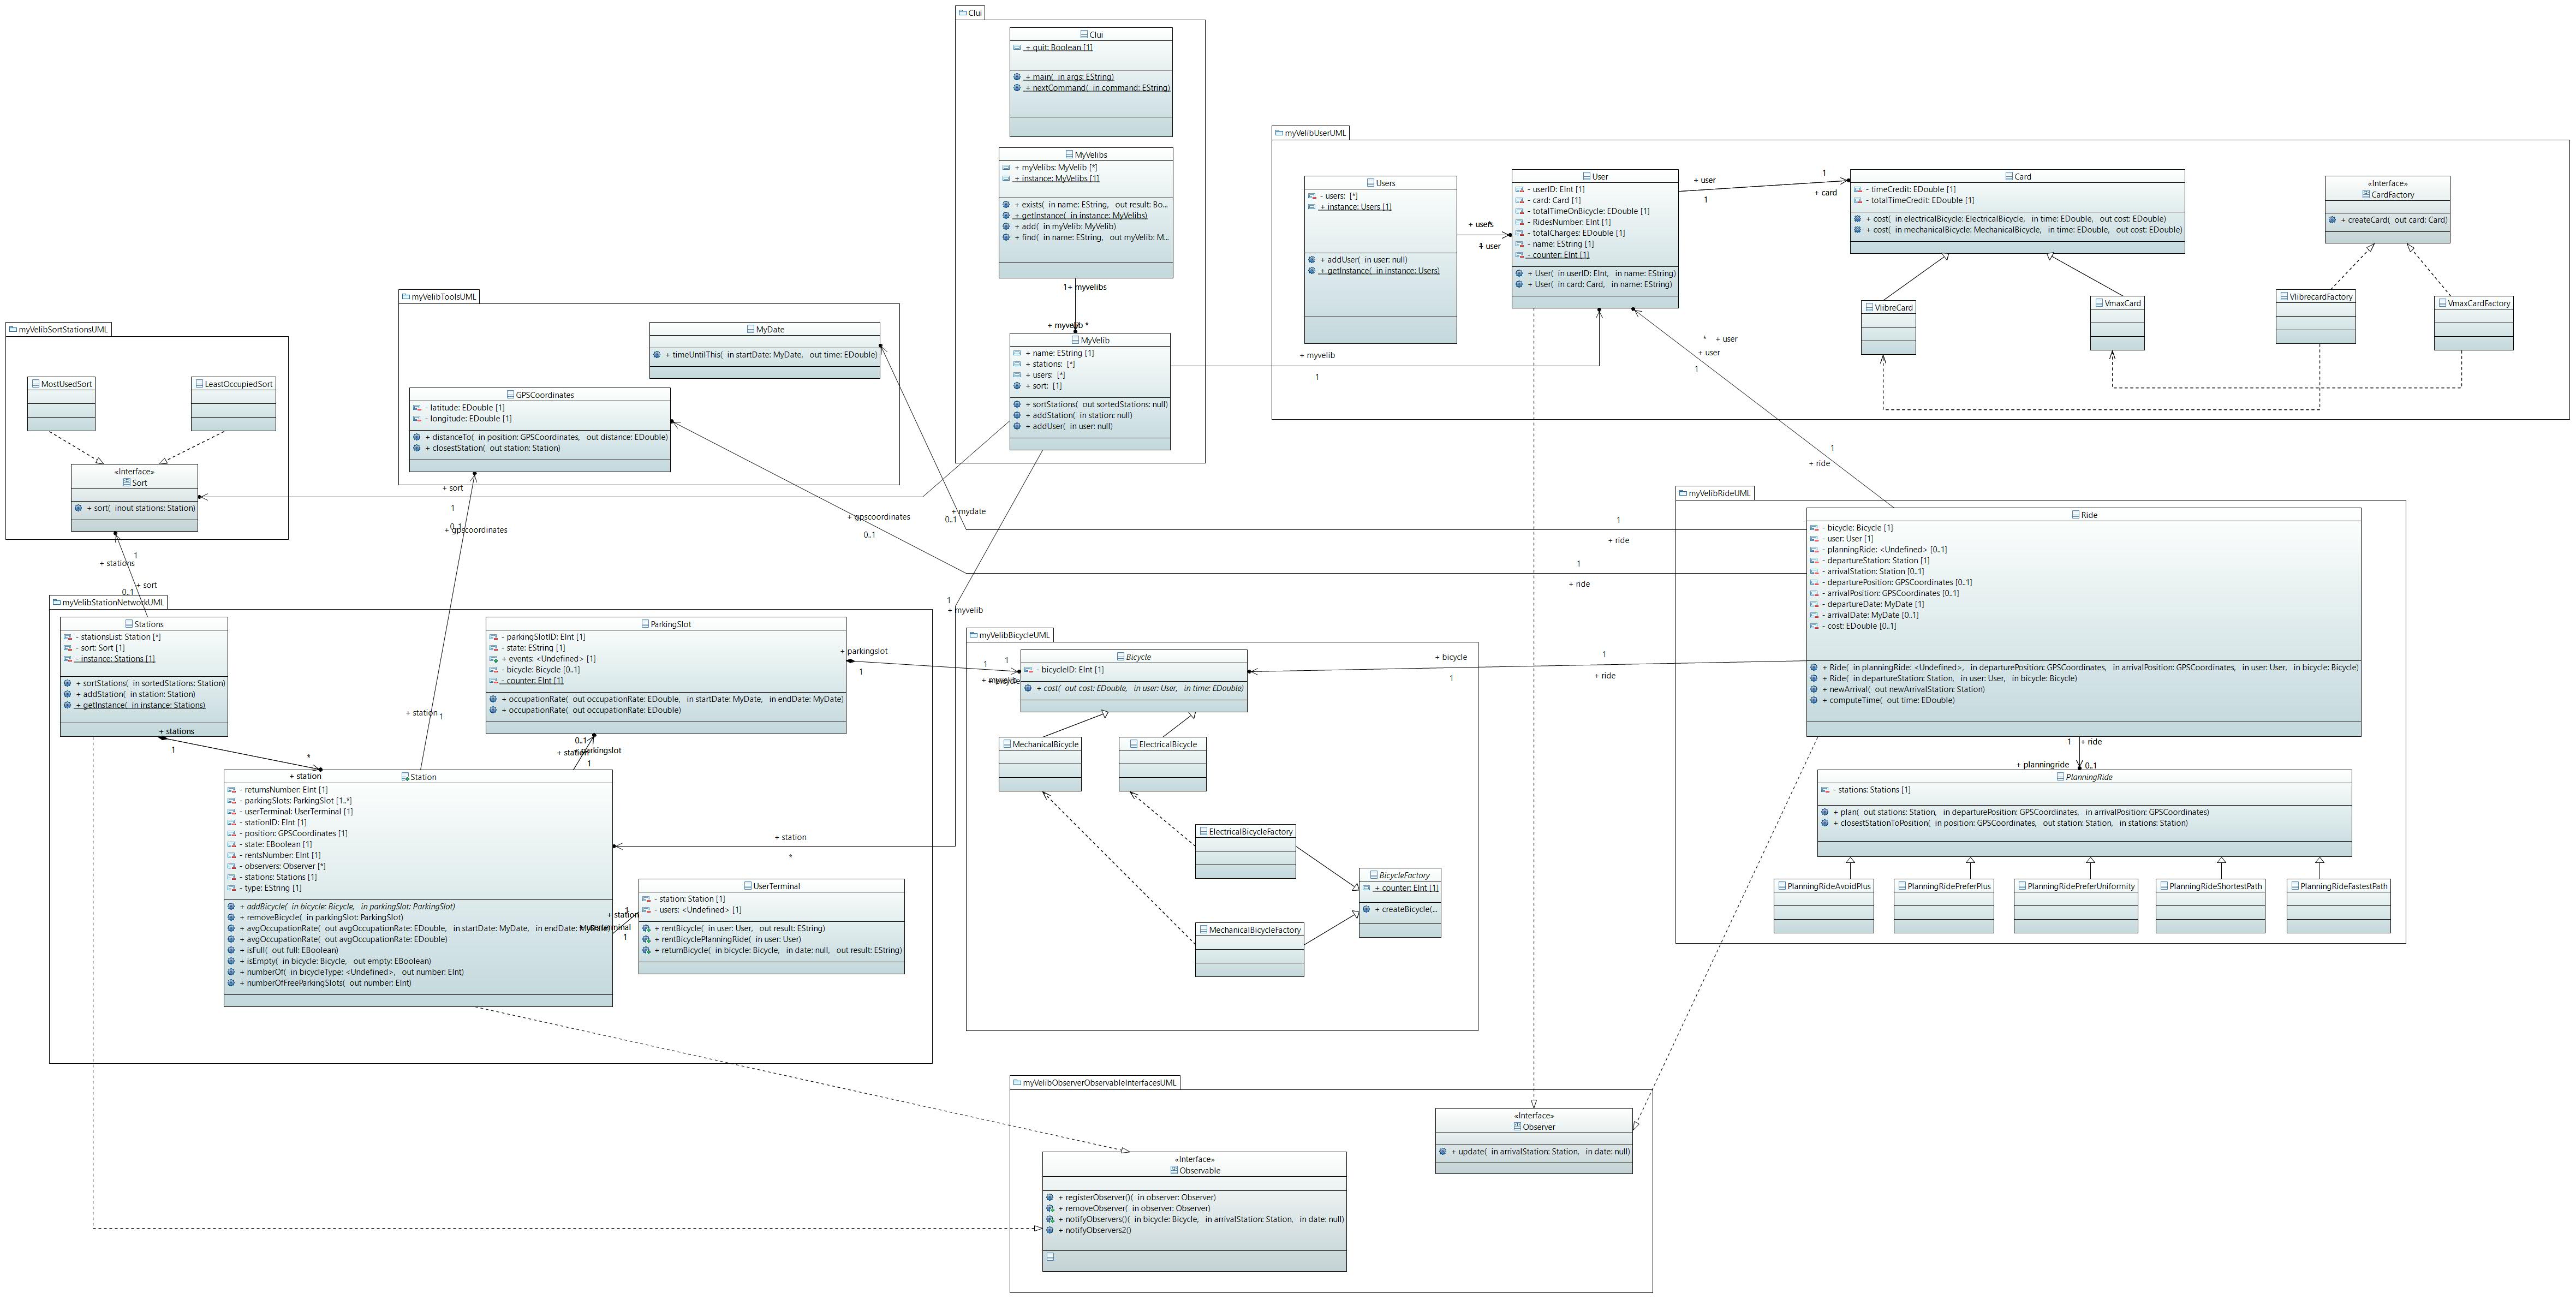 Clui
Clui
+ quit: Boolean [1]
+ main( in args: EString)
+ nextCommand( in command: EString)
MyVelibs
+ myVelibs: MyVelib [*]
+ instance: MyVelibs [1]
+ exists( in name: EString, out result: Bo...
+ getInstance( in instance: MyVelibs)
+ add( in myVelib: MyVelib)
+ find( in name: EString, out myVelib: M...
1 + myvelibs
+ myvelib *
MyVelib
+ name: EString [1]
+ stations: [*]
+ users: [*]
+ sort: [1]
+ sortStations( out sortedStations: null)
+ addStation( in station: null)
+ addUser( in user: null)
myVelibUserUML
Users
- users: [*]
+ instance: Users [1]
+ addUser( in user: null)
+ getInstance( in instance: Users)
+ users
+ user
User
- userID: EInt [1]
- card: Card [1]
- totalTimeOnBicycle: EDouble [1]
- RidesNumber: EInt [1]
- totalCharges: EDouble [1]
- name: EString [1]
- counter: EInt [1]
+ User( in userID: EInt, in name: EString)
+ User( in card: Card, in name: EString)
+ user
1
1
+ card
Card
- timeCredit: EDouble [1]
- totalTimeCredit: EDouble [1]
+ cost( in electricalBicycle: ElectricalBicycle, in time: EDouble, out cost: EDouble)
+ cost( in mechanicalBicycle: MechanicalBicycle, in time: EDouble, out cost: EDouble)
«Interface»
CardFactory
+ createCard( out card: Card)
VlibreCard
VmaxCard
VlibrecardFactory
VmaxCardFactory
+ myvelib
1
* + user
+ user
1
1
+ ride
myVelibToolsUML
MyDate
+ timeUntilThis( in startDate: MyDate, out time: EDouble)
GPSCoordinates
- latitude: EDouble [1]
- longitude: EDouble [1]
+ distanceTo( in position: GPSCoordinates, out distance: EDouble)
+ closestStation( out station: Station)
myVelibSortStationsUML
MostUsedSort
LeastOccupiedSort
«Interface»
Sort
+ sort( inout stations: Station)
+ sort
1
0..1
+ gpscoordinates
+ gpscoordinates
0..1
+ mydate
0..1
1
+ ride
1
+ ride
1
+ stations
+ sort
0..1
+ station
1
1
+ myvelib
myVelibStationNetworkUML
Stations
- stationsList: Station [*]
- sort: Sort [1]
- instance: Stations [1]
+ sortStations( in sortedStations: Station)
+ addStation( in station: Station)
+ getInstance( in instance: Stations)
+ stations
1
*
+ station
ParkingSlot
- parkingSlotID: EInt [1]
- state: EString [1]
+ events: <Undefined> [1]
- bicycle: Bicycle [0..1]
- counter: EInt [1]
+ occupationRate( out occupationRate: EDouble, in startDate: MyDate, in endDate: MyDate)
+ occupationRate( out occupationRate: EDouble)
+ parkingslot
1
1
1
0..1
1
Station
- returnsNumber: EInt [1]
- parkingSlots: ParkingSlot [1..*]
- userTerminal: UserTerminal [1]
- stationID: EInt [1]
- position: GPSCoordinates [1]
- state: EBoolean [1]
- rentsNumber: EInt [1]
- observers: Observer [*]
- stations: Stations [1]
- type: EString [1]
+ addBicycle( in bicycle: Bicycle, in parkingSlot: ParkingSlot)
+ removeBicycle( in parkingSlot: ParkingSlot)
+ avgOccupationRate( out avgOccupationRate: EDouble, in startDate: MyDate, in endDate:
+ avgOccupationRate( out avgOccupationRate: EDouble)
+ isFull( out full: EBoolean)
+ isEmpty( in bicycle: Bicycle, out empty: EBoolean)
+ numberOf( in bicycleType: <Undefined>, out number: EInt)
+ numberOfFreeParkingSlots( out number: EInt)
+ station
*
+ station
1
1
UserTerminal
- station: Station [1]
- users: <Undefined> [1]
+ rentBicycle( in user: User, out result: EString)
+ rentBicyclePlanningRide( in user: User)
+ returnBicycle( in bicycle: Bicycle, in date: null, out result: EString)
myVelibBicycleUML
Bicycle
- bicycleID: EInt [1]
+ cost( out cost: EDouble, in user: User, in time: EDouble)
+ bicycle
1
1
+ ride
MechanicalBicycle
ElectricalBicycle
ElectricalBicycleFactory
MechanicalBicycleFactory
BicycleFactory
+ counter: EInt [1]
+ createBicycle(...
myVelibRideUML
Ride
- bicycle: Bicycle [1]
- user: User [1]
- planningRide: <Undefined> [0..1]
- departureStation: Station [1]
- arrivalStation: Station [0..1]
- departurePosition: GPSCoordinates [0..1]
- arrivalPosition: GPSCoordinates [0..1]
- departureDate: MyDate [1]
- arrivalDate: MyDate [0..1]
- cost: EDouble [0..1]
+ Ride( in planningRide: <Undefined>, in departurePosition: GPSCoordinates, in arrivalPosition: GPSCoordinates, in user: User, in bicycle: Bicycle)
+ Ride( in departureStation: Station, in user: User, in bicycle: Bicycle)
+ newArrival( out newArrivalStation: Station)
+ computeTime( out time: EDouble)
1 + ride
+ planningride 0..1
PlanningRide
- stations: Stations [1]
+ plan( out stations: Station, in departurePosition: GPSCoordinates, in arrivalPosition: GPSCoordinates)
+ closestStationToPosition( in position: GPSCoordinates, out station: Station, in stations: Station)
PlanningRideAvoidPlus
PlanningRidePreferPlus
PlanningRidePreferUniformity
PlanningRideShortestPath
PlanningRideFastestPath
myVelibObserverObservableInterfacesUML
«Interface»
Observer
+ update( in arrivalStation: Station, in date: null)
«Interface»
Observable
+ registerObserver()( in observer: Observer)
+ removeObserver( in observer: Observer)
+ notifyObservers()( in bicycle: Bicycle, in arrivalStation: Station, in date: null)
+ notifyObservers2()